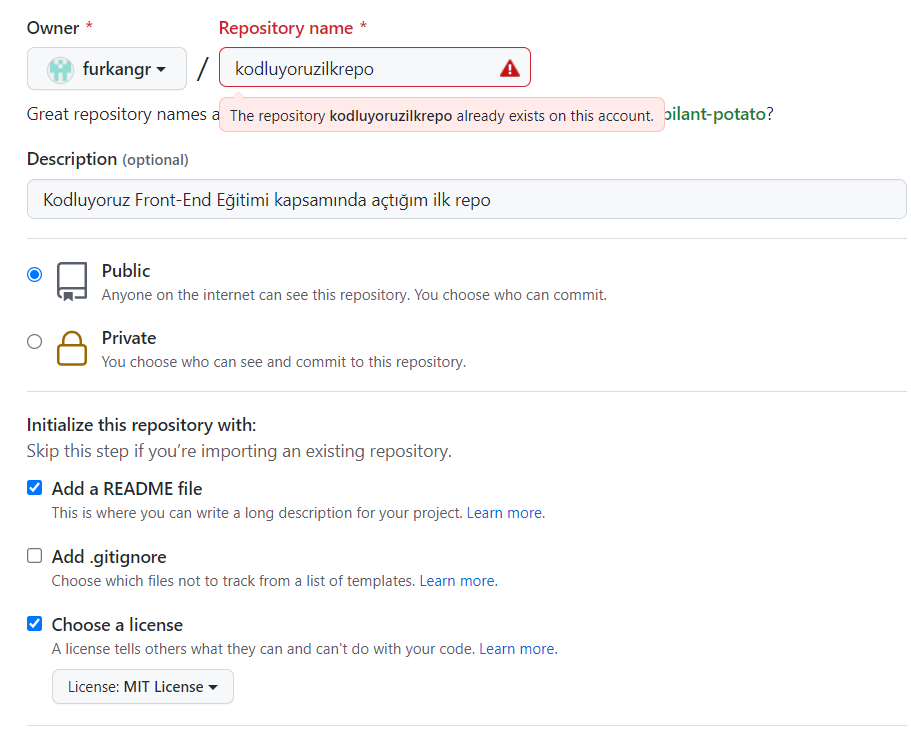 Owner *
Repository name *
furkangr
/
kodluyoruzilkrepo
Great repository names a
The repository kodluyoruzilkrepo already exists on this account.
pilant-potato?
Description (optional)
Kodluyoruz Front-End Eğitimi kapsamında açtığım ilk repo
Public
Anyone on the internet can see this repository. You choose who can commit.
Private
You choose who can see and commit to this repository.
Initialize this repository with:
Skip this step if you’re importing an existing repository.
Add a README file
This is where you can write a long description for your project. Learn more.
Add .gitignore
Choose which files not to track from a list of templates. Learn more.
Choose a license
A license tells others what they can and can't do with your code. Learn more.
License: MIT License